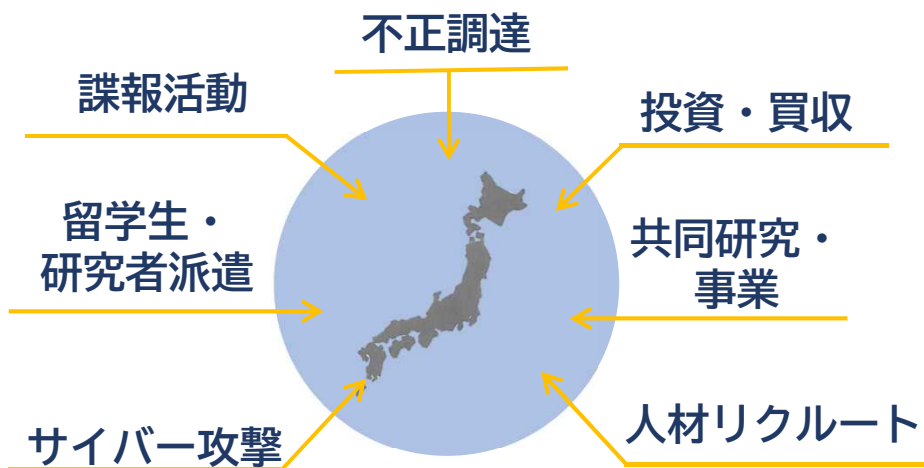 不正調達
諜報活動
投資・買収
留学生・
研究者派遣
共同研究・
事業
サイバー攻撃
人材リクルート